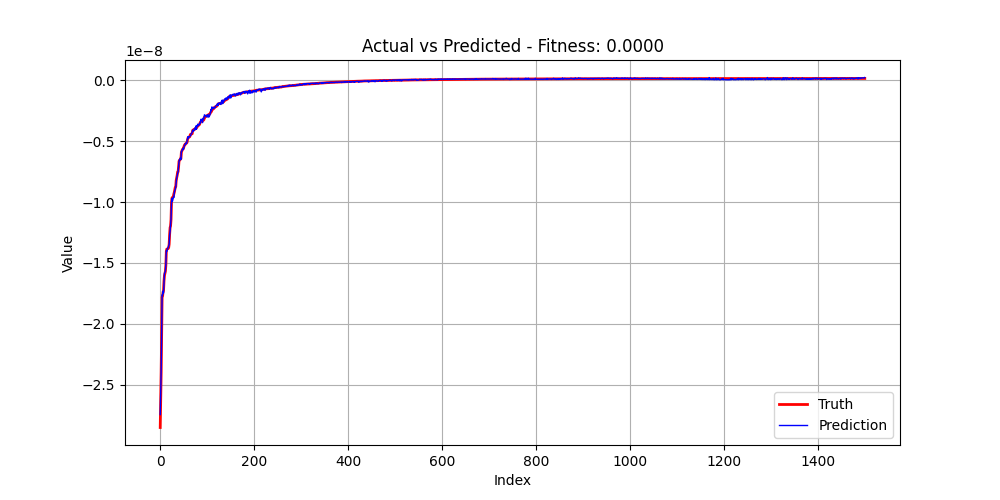 Actual vs Predicted - Fitness: 0.0000
1e−8
0.0
−0.5
−1.0
−1.5
−2.0
−2.5
Value
0 200 400 600 800 1000 1200 1400
Index
Truth
Prediction